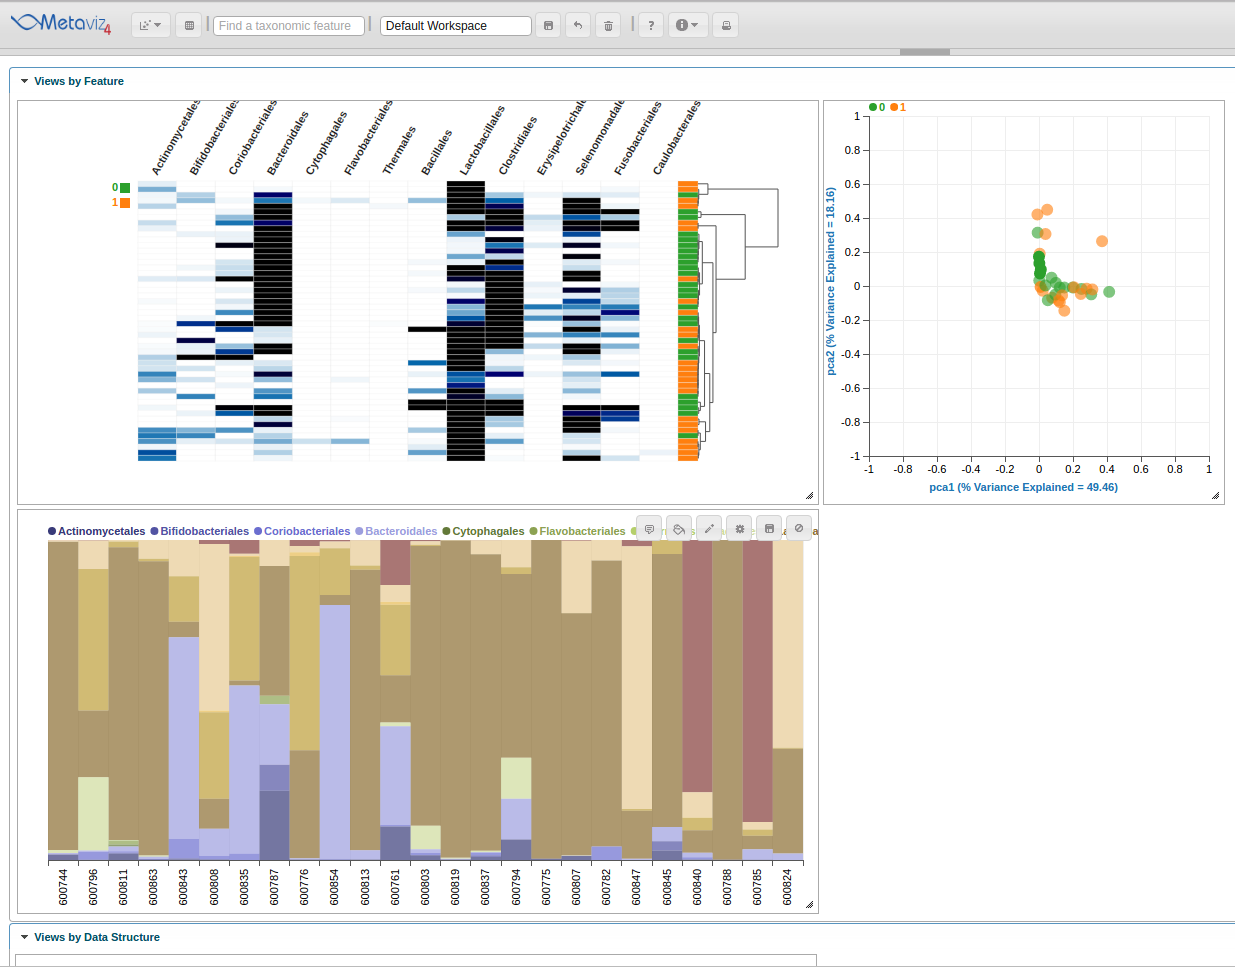 Metaviz4
Find a taxonomic feature
Default Workspace
?
Views by Feature
Actinomycetales
Bifidobacteriales
Coriobacteriales
Bacteroidales
Cytophagales
Flavobacteriales
Thermales
Bacillales
Lactobacillales
Clostridiales
Erysipelotrichale
Selenomonadale
Fusobacteriales
Caulobacterales
0
1
0 1
1
0.8
0.6
0.4
0.2
0
-0.2
-0.4
-0.6
-0.8
-1
pca2 (% Variance Explained = 18.16)
-1 -0.8 -0.6 -0.4 -0.2 0 0.2 0.4 0.6 0.8 1
pca1 (% Variance Explained = 49.46)
Actinomycetales Bifidobacteriales Coriobacteriales Bacteroidales Cytophagales Flavobacteriales
600744 600796 600811 600863 600843 600808 600835 600787 600776 600854 600813 600761 600803 600819 600837 600794 600775 600807 600782 600847 600845 600840 600788 600785 600824
Views by Data Structure